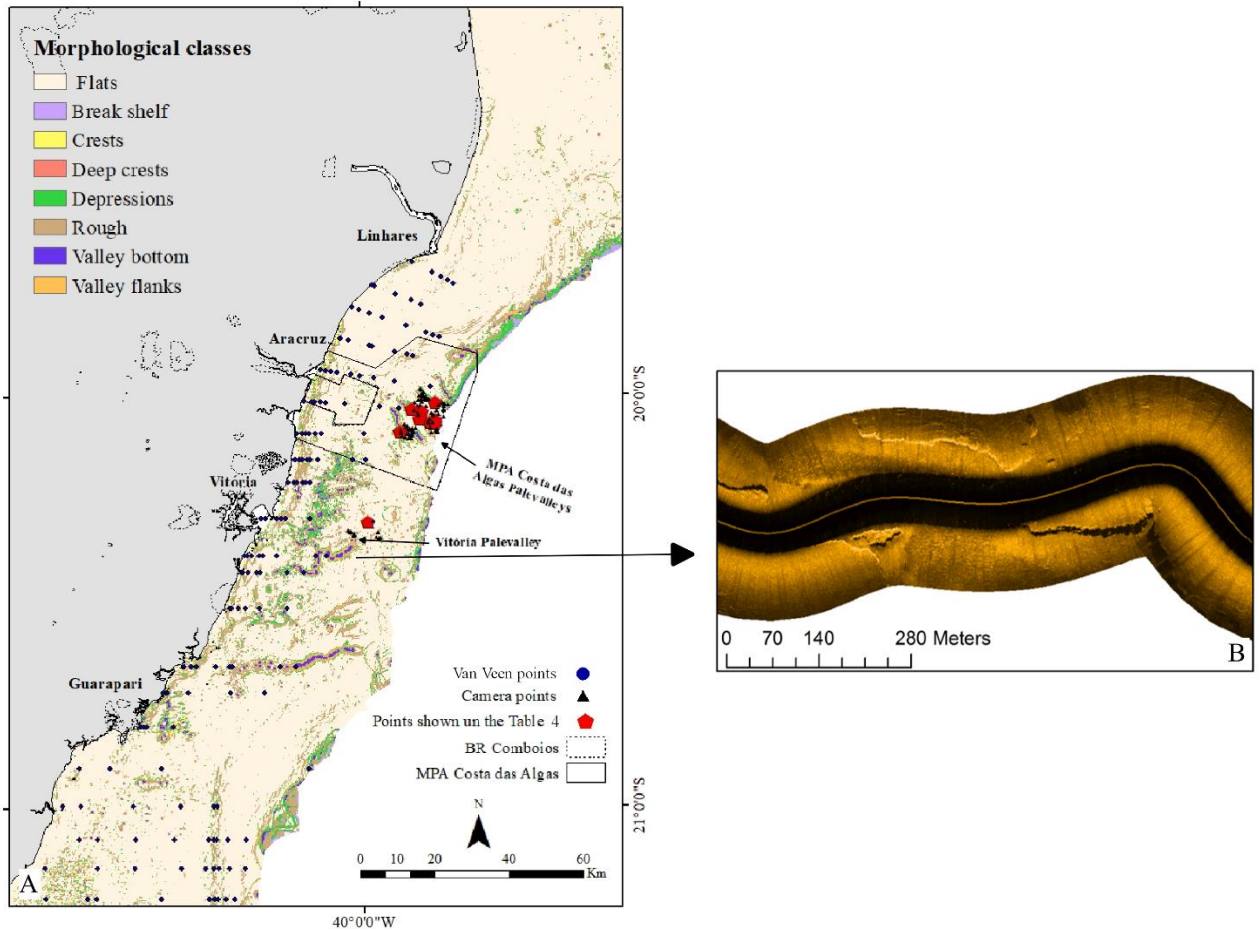 Morphological classes
Flats
Break shelf
Crests
Deep crests
Depressions
Rough
Valley bottom
Valley flanks
Linhares
Aracruz
20°0'0"S
MPA Costa das
Algas Palevalleys
Vitória
Vitória Palevalley
0 70 140 280 Meters
B
Guarapari
Van Veen points
Camera points
Points shown un the Table 4
BR Comboios
MPA Costa das Algas
21°0'0"S
N
0 10 20 40 60
Km
A
40°0'0"W